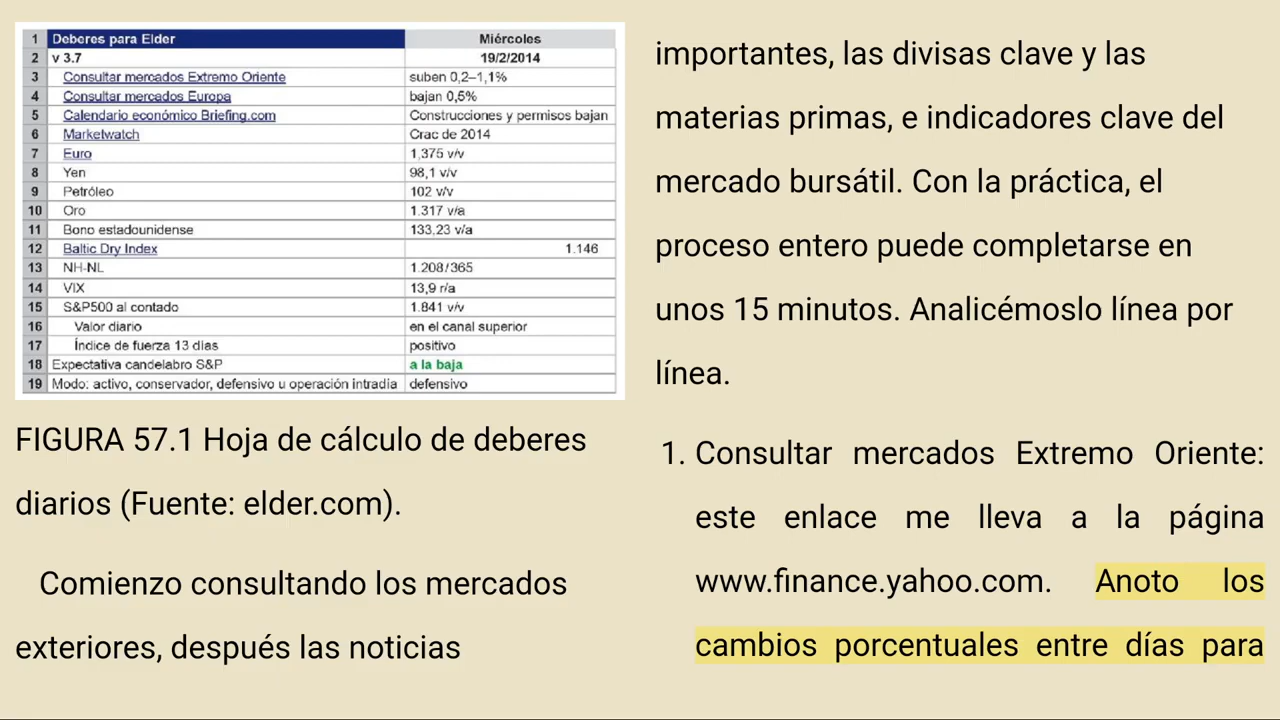 1 Deberes para Elder Miércoles
2 v 3.7 19/2/2014
3 Consultar mercados Extremo Oriente suben 0,2–1,1%
4 Consultar mercados Europa bajan 0,5%
5 Calendario económico Briefing.com Construcciones y permisos bajan
6 Marketwatch Crac de 2014
7 Euro 1,375 v/v
8 Yen 98,1 v/v
9 Petróleo 102 v/v
10 Oro 1.317 v/a
11 Bono estadounidense 133,23 v/a
12 Baltic Dry Index 1.146
13 NH-NL 1.208/365
14 VIX 13,9 r/a
15 S&P500 al contado 1.841 v/v
16 Valor diario en el canal superior
17 Índice de fuerza 13 días positivo
18 Expectativa candelabro S&P a la baja
19 Modo: activo, conservador, defensivo u operación intradía defensivo
FIGURA 57.1 Hoja de cálculo de deberes
diarios (Fuente: elder.com).
Comienzo consultando los mercados
exteriores, después las noticias
importantes, las divisas clave y las
materias primas, e indicadores clave del
mercado bursátil. Con la práctica, el
proceso entero puede completarse en
unos 15 minutos. Analicémoslo línea por
línea.
1. Consultar mercados Extremo Oriente:
este enlace me lleva a la página
www.finance.yahoo.com. Anoto los
cambios porcentuales entre días para